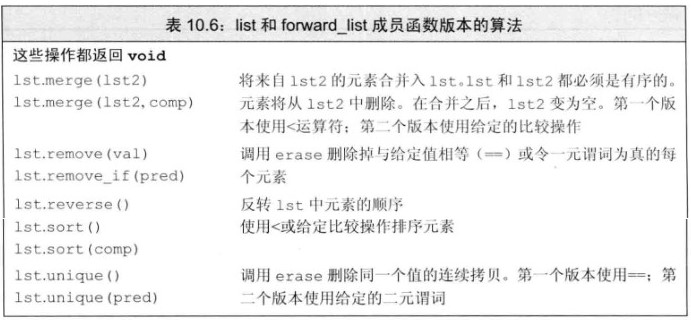 表 10.6：list 和 forward_list 成员函数版本的算法
这些操作都返回 void
lst.merge(lst2) 将来自 lst2 的元素合并入 lst。lst 和 lst2 都必须是有序的。
lst.merge(lst2,comp) 元素将从 lst2 中删除。在合并之后，lst2 变为空。第一个版
本使用<运算符；第二个版本使用给定的比较操作
lst.remove(val) 调用 erase 删除掉与给定值相等（==）或令一元谓词为真的每
lst.remove_if(pred) 个元素
lst.reverse() 反转 lst 中元素的顺序
lst.sort() 使用<或给定比较操作排序元素
lst.sort(comp)
lst.unique() 调用 erase 删除同一个值的连续拷贝。第一个版本使用==；第
lst.unique(pred) 二个版本使用给定的二元谓词